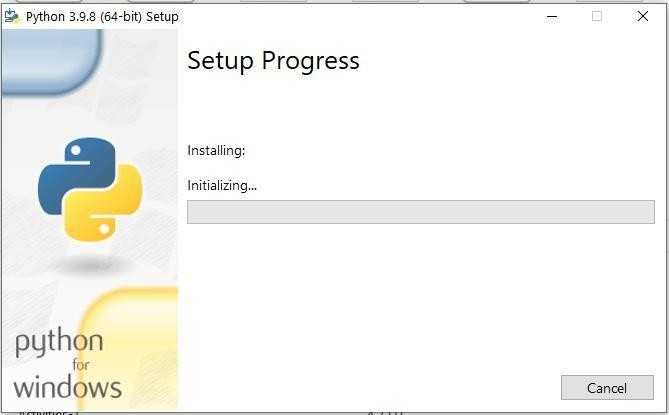 Python 3.9.8 (64-bit) Setup
Setup Progress
Installing:
Initializing...
python
for
windows
Cancel